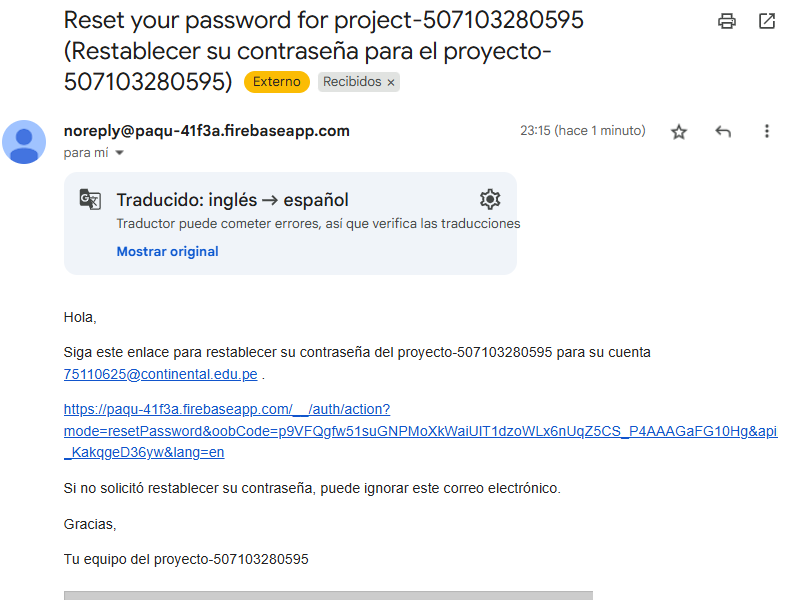 Reset your password for project-507103280595
(Restablecer su contraseña para el proyecto-
507103280595) Externo Recibidos ×
noreply@paqu-41f3a.firebaseapp.com 23:15 (hace 1 minuto)
para mí
Traducido: inglés → español
Traductor puede cometer errores, así que verifica las traducciones
Mostrar original
Hola,
Siga este enlace para restablecer su contraseña del proyecto-507103280595 para su cuenta
75110625@continental.edu.pe .
https://paqu-41f3a.firebaseapp.com/__/auth/action?
mode=resetPassword&oobCode=p9VFQgfw51suGNPMoXkWaiUIT1dzoWLx6nUqZ5CS_P4AAAGaFG10Hg&api
_KakqgeD36yw&lang=en
Si no solicitó restablecer su contraseña, puede ignorar este correo electrónico.
Gracias,
Tu equipo del proyecto-507103280595